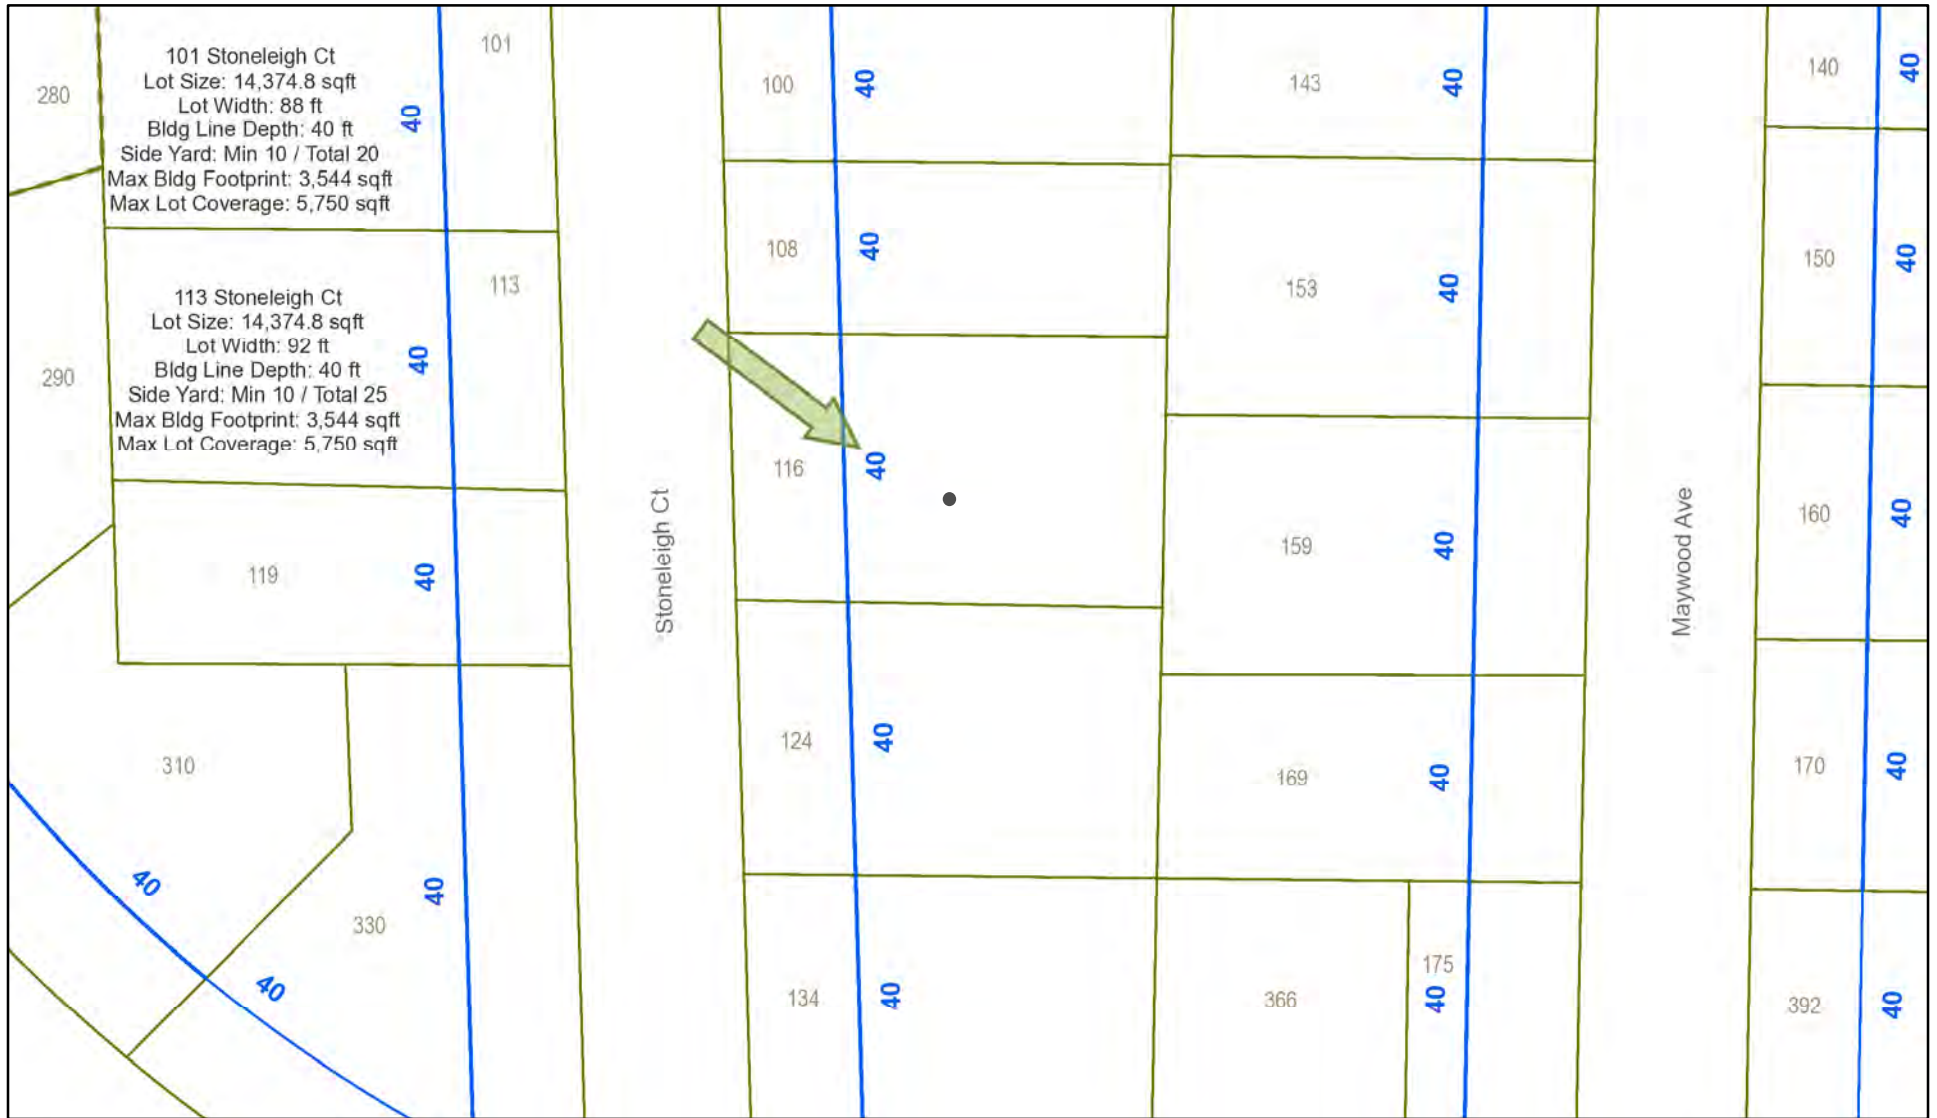 101 Stoneleigh Ct
Lot Size: 14,374.8 sqft
Lot Width: 88 ft
Bldg Line Depth: 40 ft
Side Yard: Min 10 / Total 20
Max Bldg Footprint: 3,544 sqft
Max Lot Coverage: 5,750 sqft
280
40
101
100
40
143
40
140
40
113 Stoneleigh Ct
Lot Size: 14,374.8 sqft
Lot Width: 92 ft
Bldg Line Depth: 40 ft
Side Yard: Min 10 / Total 25
Max Bldg Footprint: 3,544 sqft
Max Lot Coverage: 5,750 sqft
290
40
113
108
40
153
40
150
40
119
40
Stoneleigh Ct
116
40
159
40
Maywood Ave
160
40
310
124
40
169
40
170
40
40
330
40
40
134
40
366
175
40
392
40